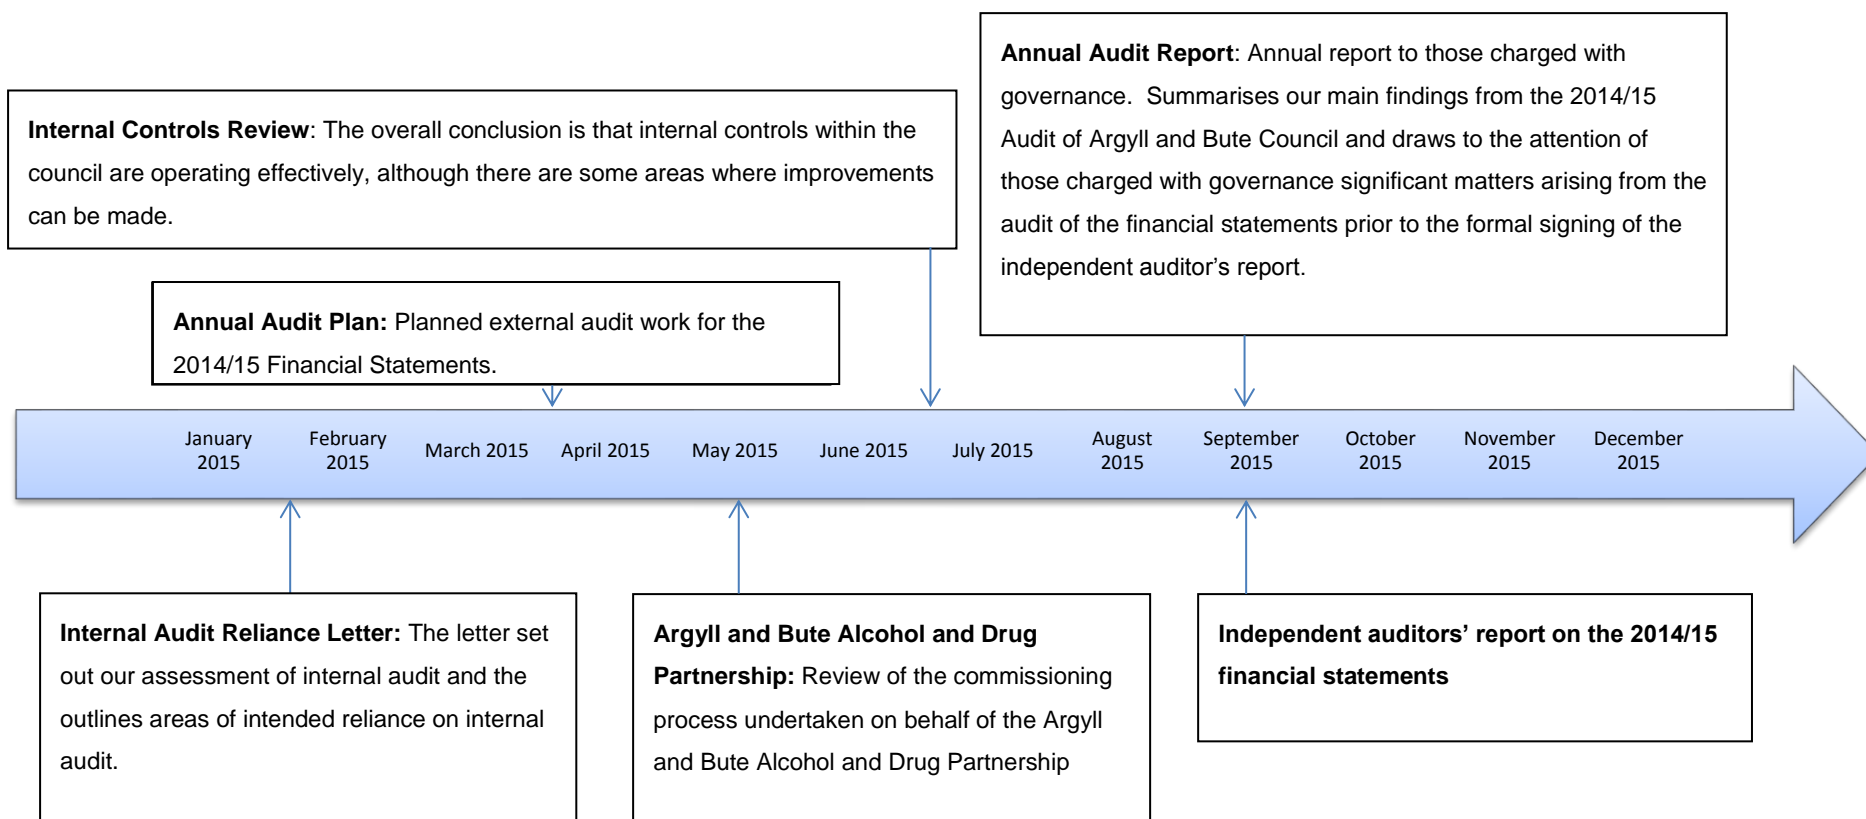 Annual Audit Report: Annual report to those charged with
governance.  Summarises our main findings from the 2014/15
Audit of Argyll and Bute Council and draws to the attention of
those charged with governance significant matters arising from the
audit of the financial statements prior to the formal signing of the
independent auditor’s report.
Internal Controls Review: The overall conclusion is that internal controls within the
council are operating effectively, although there are some areas where improvements
can be made.
Annual Audit Plan: Planned external audit work for the
2014/15 Financial Statements.
January
2015
February
2015
March 2015
April 2015
May 2015
June 2015
July 2015
August
2015
September
2015
October
2015
November
2015
December
2015
Internal Audit Reliance Letter: The letter set
out our assessment of internal audit and the
outlines areas of intended reliance on internal
audit.
Argyll and Bute Alcohol and Drug
Partnership: Review of the commissioning
process undertaken on behalf of the Argyll
and Bute Alcohol and Drug Partnership
Independent auditors’ report on the 2014/15
financial statements